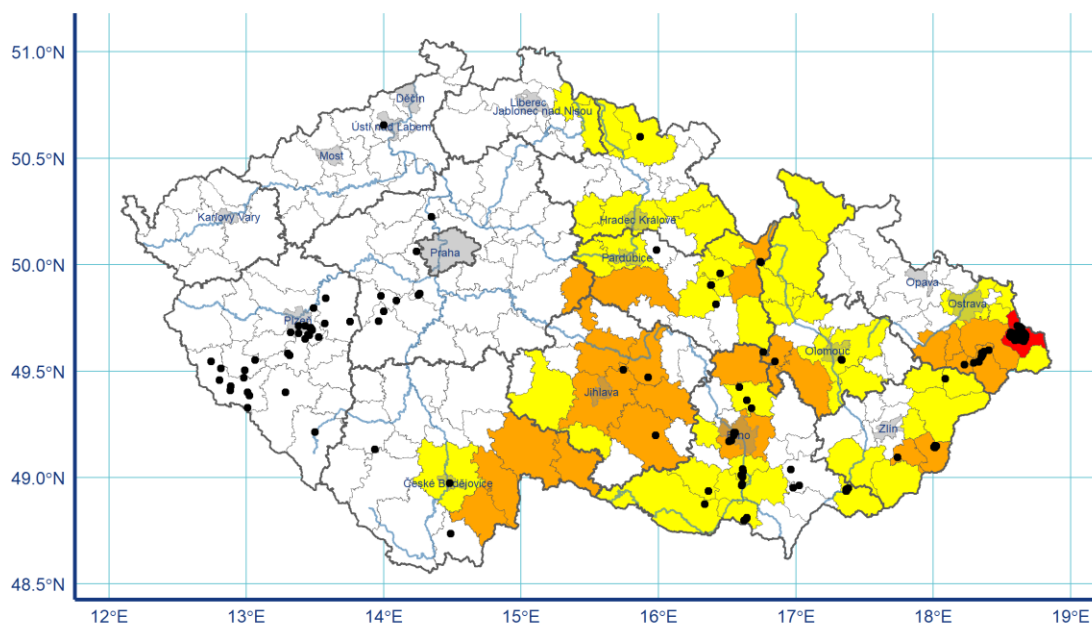 51.0°N
50.5°N
50.0°N
49.5°N
49.0°N
48.5°N
Děčín
Liberec
Jablonec nad Nisou
Ústí nad Labem
Most
Karlovy Vary
Hradec Králové
Praha
Pardubice
Opava
Ostrava
Plzeň
Olomouc
Jihlava
Zlín
Brno
České Budějovice
12°E
13°E
14°E
15°E
16°E
17°E
18°E
19°E